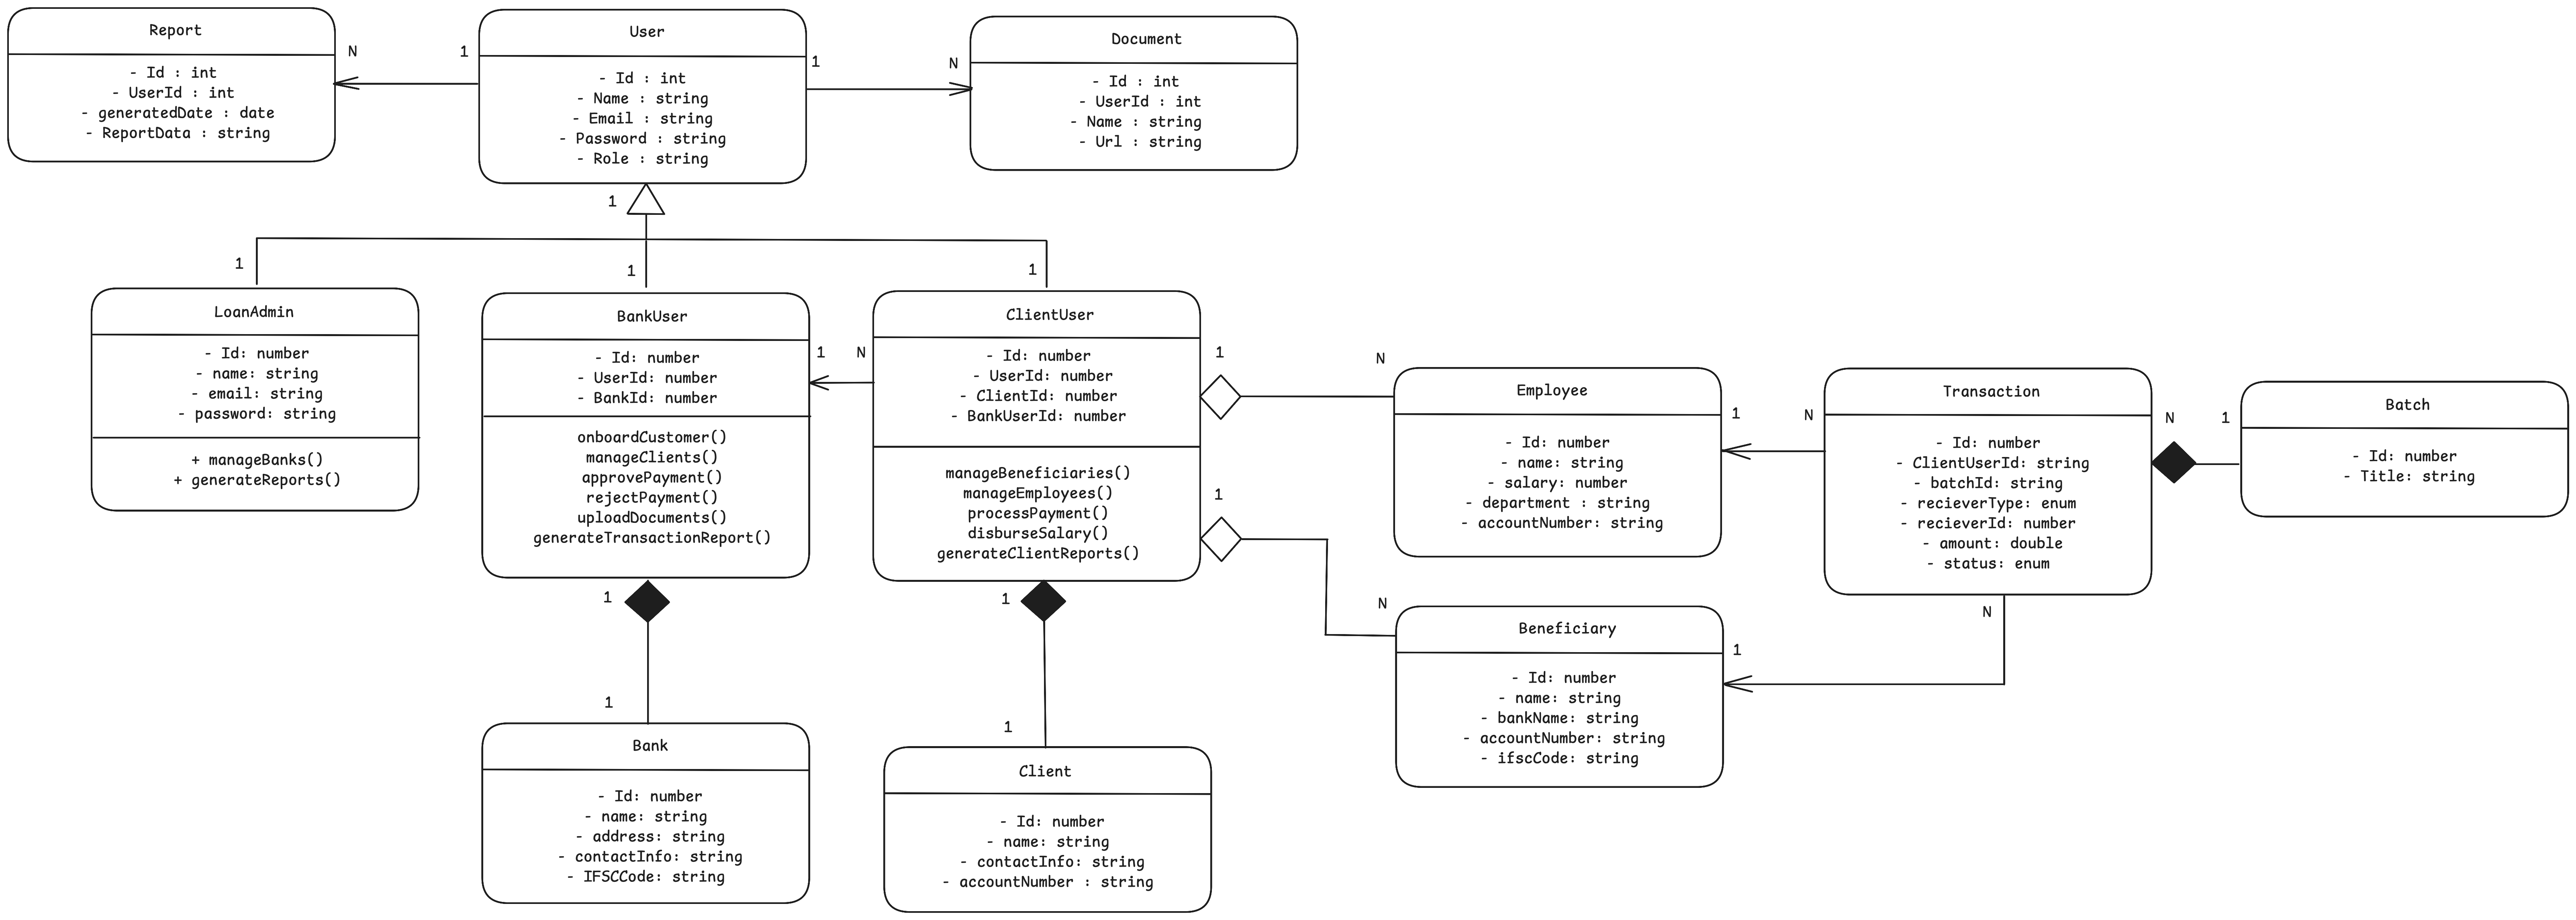 Report
- Id : int
- UserId : int
- generatedDate : date
- ReportData : string
N
1
User
- Id : int
- Name : string
- Email : string
- Password : string
- Role : string
1
N
Document
- Id : int
- UserId : int
- Name : string
- Url : string
1
1
1
1
LoanAdmin
- Id: number
- name: string
- email: string
- password: string
+ manageBanks()
+ generateReports()
BankUser
- Id: number
- UserId: number
- BankId: number
onboardCustomer()
manageClients()
approvePayment()
rejectPayment()
uploadDocuments()
generateTransactionReport()
1
N
ClientUser
- Id: number
- UserId: number
- ClientId: number
- BankUserId: number
manageBeneficiaries()
manageEmployees()
processPayment()
disburseSalary()
generateClientReports()
1
N
Employee
- Id: number
- name: string
- salary: number
- department : string
- accountNumber: string
1
N
Transaction
- Id: number
- ClientUserId: string
- batchId: string
- recieverType: enum
- recieverId: number
- amount: double
- status: enum
N
1
Batch
- Id: number
- Title: string
1
N
Beneficiary
- Id: number
- name: string
- bankName: string
- accountNumber: string
- ifscCode: string
1
N
1
1
Bank
- Id: number
- name: string
- address: string
- contactInfo: string
- IFSCCode: string
1
1
Client
- Id: number
- name: string
- contactInfo: string
- accountNumber : string